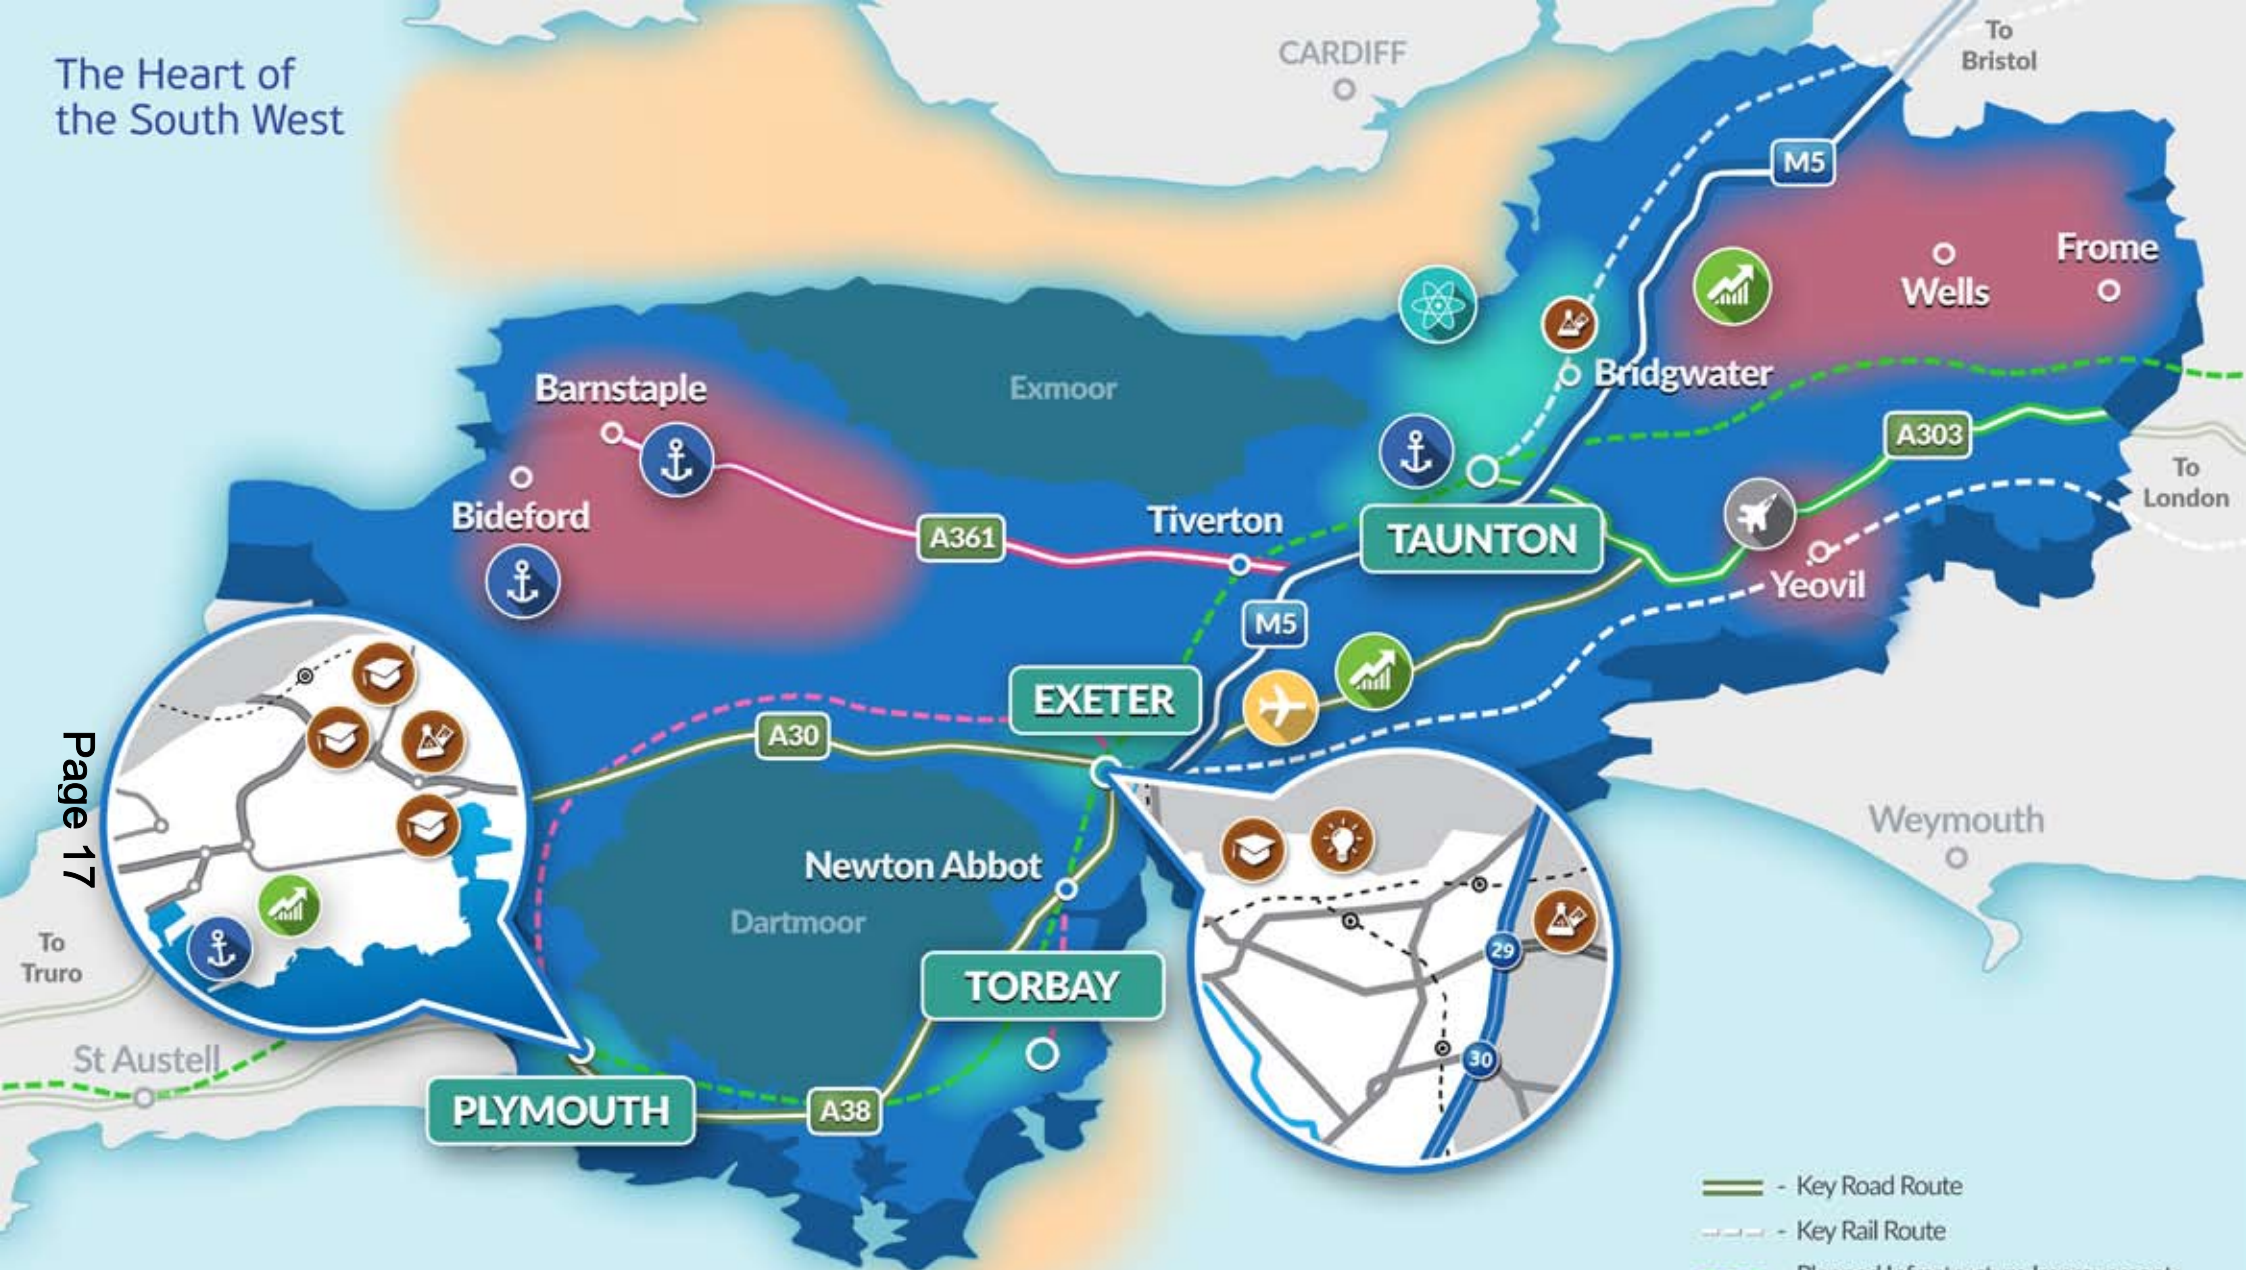 The Heart of
the South West
CARDIFF
To
Bristol
M5
Frome
Wells
Barnstaple
Exmoor
Bridgwater
A303
Bideford
Tiverton
A361
TAUNTON
To
London
Yeovil
M5
EXETER
A30
Page 17
Newton Abbot
Weymouth
Dartmoor
To
Truro
29
TORBAY
30
St Austell
PLYMOUTH
A38
- Key Road Route
- Key Rail Route